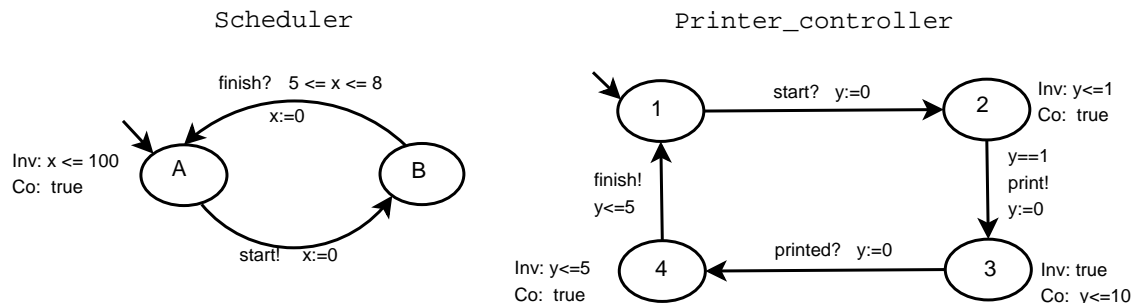 Scheduler
finish? 5 <= x <= 8
x:=0
A
B
Inv: x <= 100
Co: true
start! x:=0
Printer_controller
1
start? y:=0
2
Inv: y<=1
Co: true
finish!
y<=5
y==1
print!
y:=0
Inv: y<=5
Co: true
4
printed? y:=0
3
Inv: true
Co: y<=10